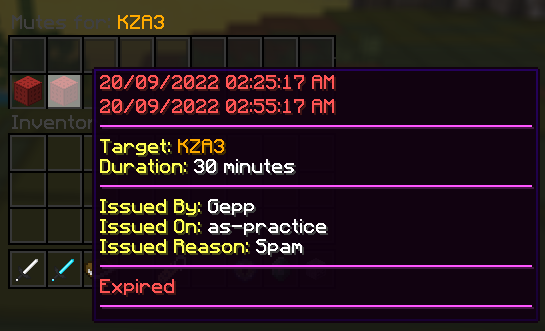 Mutes for: KZA3
20/09/2022 02:25:17 AM
20/09/2022 02:55:17 AM
Target: KZA3
Duration: 30 minutes
Issued By: Gepp
Issued On: as-practice
Issued Reason: Spam
Expired
Inventor